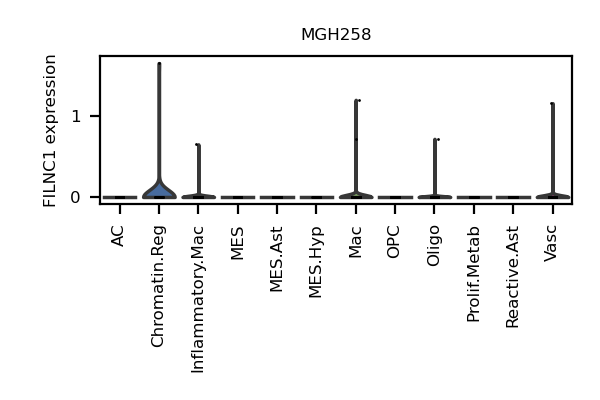 MGH258
FILNC1 expression
1
0
AC
Chromatin.Reg
Inflammatory.Mac
MES
MES.Ast
MES.Hyp
Mac
OPC
Oligo
Prolif.Metab
Reactive.Ast
Vasc